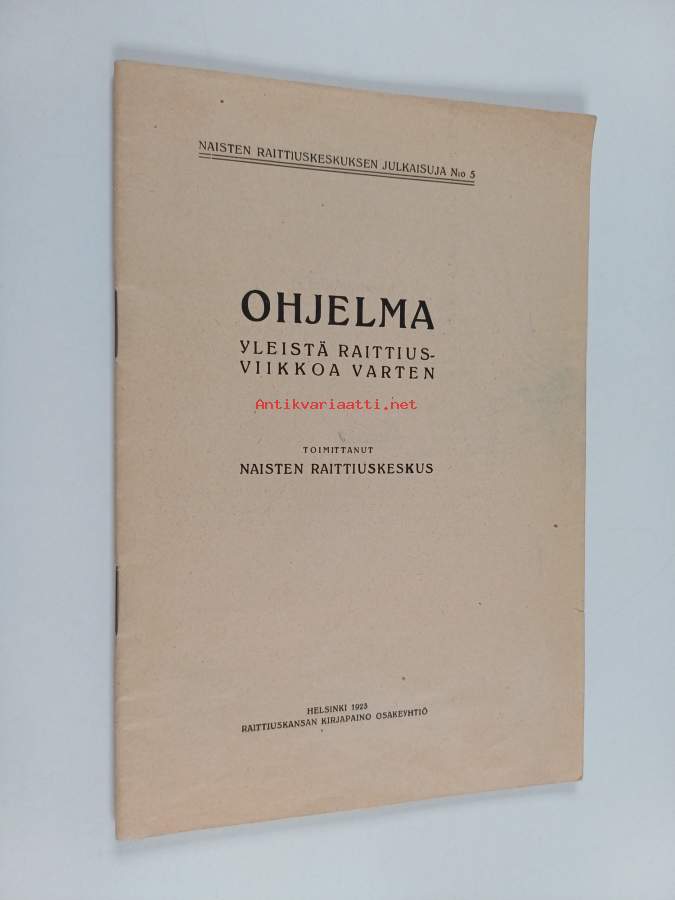 NAISTEN RAITTIUSKESKUKSEN JULKAISUJA N:o 5
OHJELMA
YLEISTÄ RAITTIUS-
VIIKKOA VARTEN
Antikvariaatti.net
TOIMITTANUT
NAISTEN RAITTIUSKESKUS
HELSINKI 1923
RAITTIUSKANSAN KIRJAPAINO OSAKEYHTIÖ